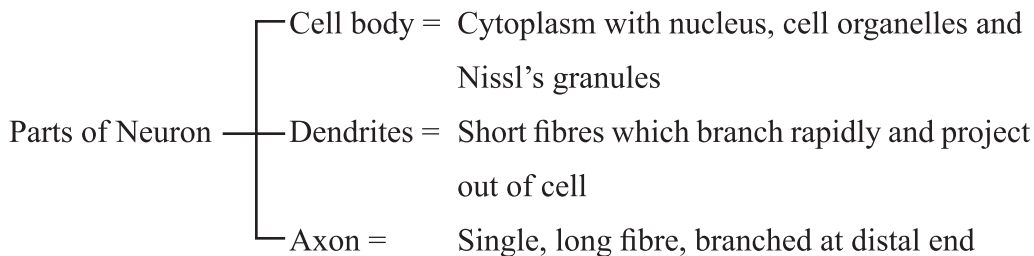 Cell body = Cytoplasm with nucleus, cell organelles and
Nissl’s granules
Parts of Neuron Dendrites = Short fibres which branch rapidly and project
out of cell
Axon = Single, long fibre, branched at distal end